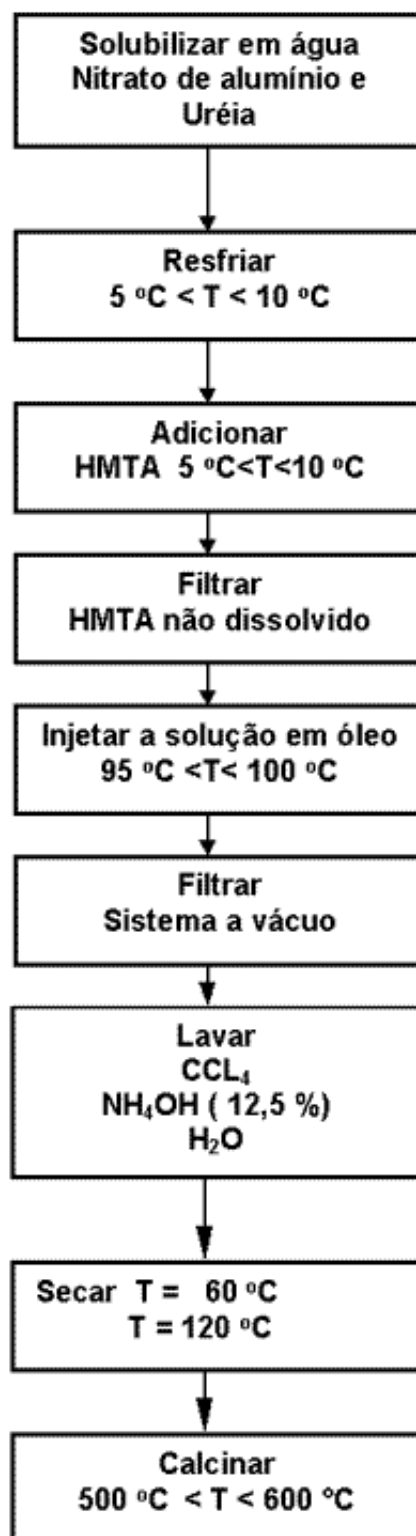 Solubilizar em água
Nitrato de alumínio e
Uréia
Resfriar
5 ºC < T < 10 ºC
Adicionar
HMTA 5 ºC<T<10 ºC
Filtrar
HMTA não dissolvido
Injetar a solução em óleo
95 ºC <T< 100 ºC
Filtrar
Sistema a vácuo
Lavar
CCL₄
NH₄OH ( 12,5 %)
H₂O
Secar T = 60 ºC
T = 120 ºC
Calcinar
500 ºC < T < 600 ºC